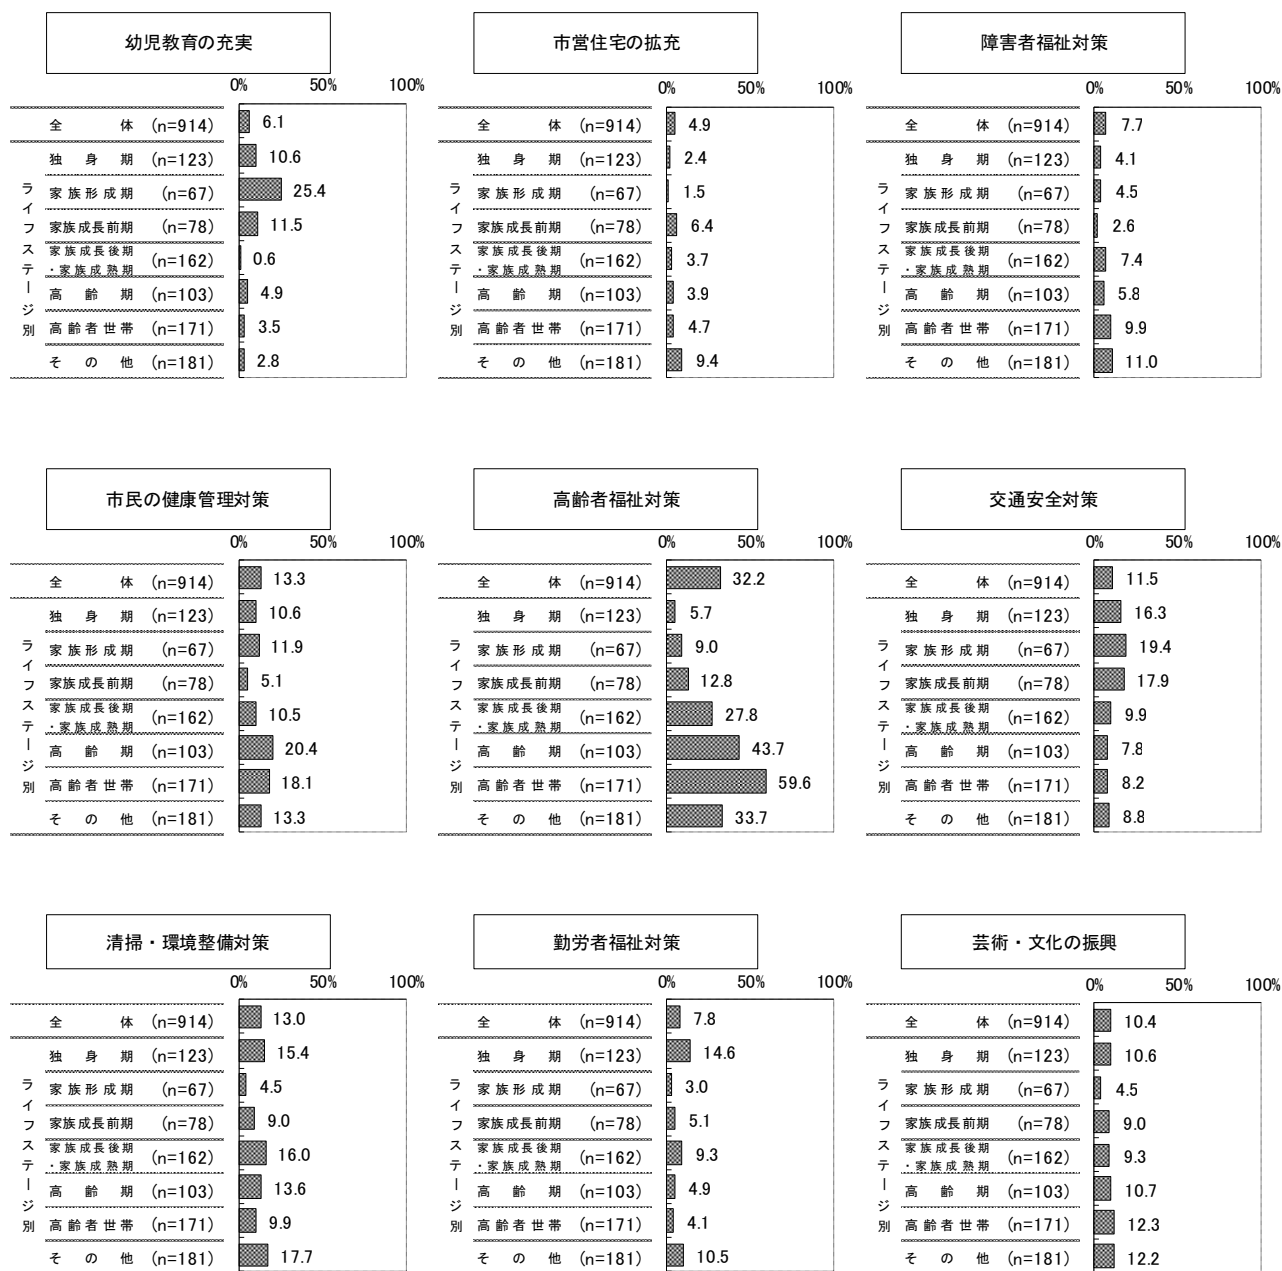 幼児教育の充実
0% 50% 100%
全体 (n=914) 6.1
ライフステージ別
独身期 (n=123) 10.6
家族形成期 (n=67) 25.4
家族成長前期 (n=78) 11.5
家族成長後期・家族成熟期 (n=162) 0.6
高齢期 (n=103) 4.9
高齢者世帯 (n=171) 3.5
その他 (n=181) 2.8
市営住宅の拡充
0% 50% 100%
全体 (n=914) 4.9
ライフステージ別
独身期 (n=123) 2.4
家族形成期 (n=67) 1.5
家族成長前期 (n=78) 6.4
家族成長後期・家族成熟期 (n=162) 3.7
高齢期 (n=103) 3.9
高齢者世帯 (n=171) 4.7
その他 (n=181) 9.4
障害者福祉対策
0% 50% 100%
全体 (n=914) 7.7
ライフステージ別
独身期 (n=123) 4.1
家族形成期 (n=67) 4.5
家族成長前期 (n=78) 2.6
家族成長後期・家族成熟期 (n=162) 7.4
高齢期 (n=103) 5.8
高齢者世帯 (n=171) 9.9
その他 (n=181) 11.0
市民の健康管理対策
0% 50% 100%
全体 (n=914) 13.3
ライフステージ別
独身期 (n=123) 10.6
家族形成期 (n=67) 11.9
家族成長前期 (n=78) 5.1
家族成長後期・家族成熟期 (n=162) 10.5
高齢期 (n=103) 20.4
高齢者世帯 (n=171) 18.1
その他 (n=181) 13.3
高齢者福祉対策
0% 50% 100%
全体 (n=914) 32.2
ライフステージ別
独身期 (n=123) 5.7
家族形成期 (n=67) 9.0
家族成長前期 (n=78) 12.8
家族成長後期・家族成熟期 (n=162) 27.8
高齢期 (n=103) 43.7
高齢者世帯 (n=171) 59.6
その他 (n=181) 33.7
交通安全対策
0% 50% 100%
全体 (n=914) 11.5
ライフステージ別
独身期 (n=123) 16.3
家族形成期 (n=67) 19.4
家族成長前期 (n=78) 17.9
家族成長後期・家族成熟期 (n=162) 9.9
高齢期 (n=103) 7.8
高齢者世帯 (n=171) 8.2
その他 (n=181) 8.8
清掃・環境整備対策
0% 50% 100%
全体 (n=914) 13.0
ライフステージ別
独身期 (n=123) 15.4
家族形成期 (n=67) 4.5
家族成長前期 (n=78) 9.0
家族成長後期・家族成熟期 (n=162) 16.0
高齢期 (n=103) 13.6
高齢者世帯 (n=171) 9.9
その他 (n=181) 17.7
勤労者福祉対策
0% 50% 100%
全体 (n=914) 7.8
ライフステージ別
独身期 (n=123) 14.6
家族形成期 (n=67) 3.0
家族成長前期 (n=78) 5.1
家族成長後期・家族成熟期 (n=162) 9.3
高齢期 (n=103) 4.9
高齢者世帯 (n=171) 4.1
その他 (n=181) 10.5
芸術・文化の振興
0% 50% 100%
全体 (n=914) 10.4
ライフステージ別
独身期 (n=123) 10.6
家族形成期 (n=67) 4.5
家族成長前期 (n=78) 9.0
家族成長後期・家族成熟期 (n=162) 9.3
高齢期 (n=103) 10.7
高齢者世帯 (n=171) 12.3
その他 (n=181) 12.2